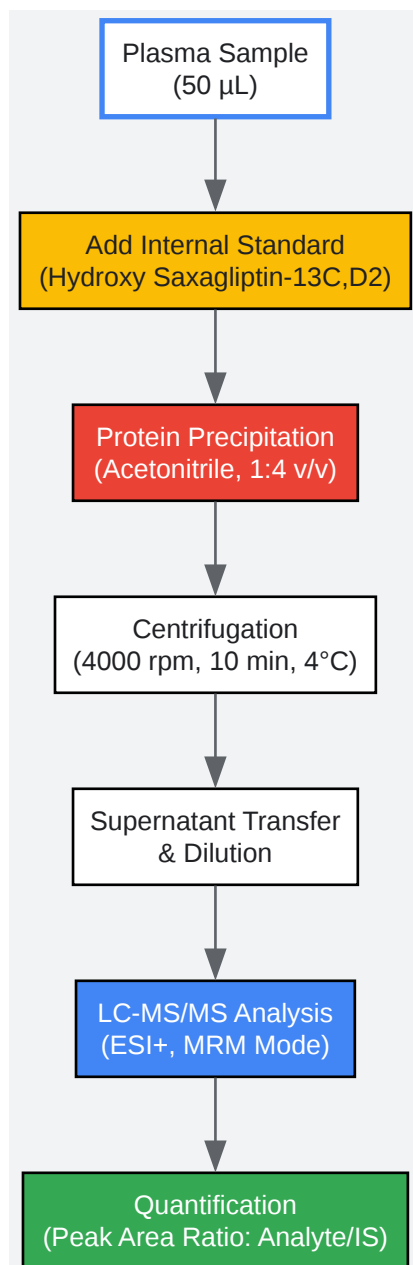 Plasma Sample
(50 µL)
Add Internal Standard
(Hydroxy Saxagliptin-13C,D2)
Protein Precipitation
(Acetonitrile, 1:4 v/v)
Centrifugation
(4000 rpm, 10 min, 4°C)
Supernatant Transfer
& Dilution
LC-MS/MS Analysis
(ESI+, MRM Mode)
Quantification
(Peak Area Ratio: Analyte/IS)